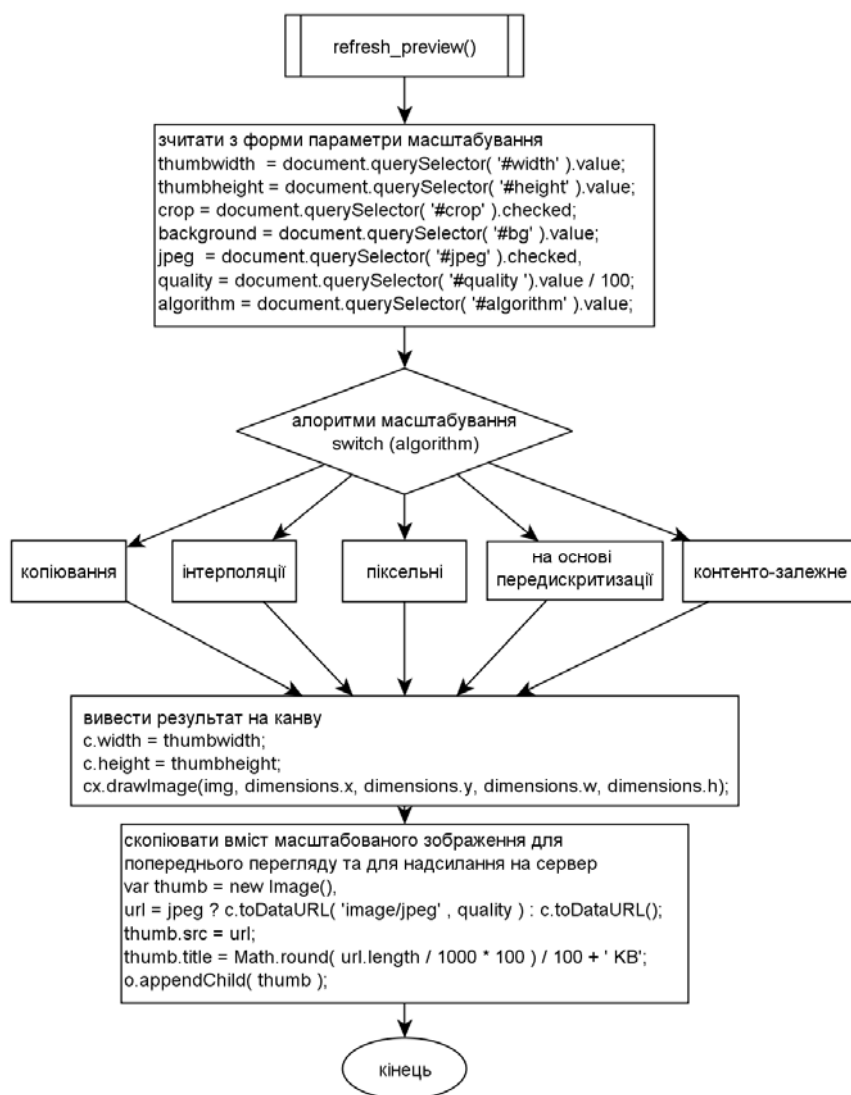 refresh_preview()
зчитати з форми параметри масштабування
thumbwidth = document.querySelector( '#width' ).value;
thumbheight = document.querySelector( '#height' ).value;
crop = document.querySelector( '#crop' ).checked;
background = document.querySelector( '#bg' ).value;
jpeg = document.querySelector( '#jpeg' ).checked,
quality = document.querySelector( '#quality ').value / 100;
algorithm = document.querySelector( '#algorithm' ).value;
алоритми масштабування
switch (algorithm)
копіювання
інтерполяції
піксельні
на основі
передискритизації
контенто-залежне
вивести результат на канву
c.width = thumbwidth;
c.height = thumbheight;
cx.drawImage(img, dimensions.x, dimensions.y, dimensions.w, dimensions.h);
скопіювати вміст масштабованого зображення для
попереднього перегляду та для надсилання на сервер
var thumb = new Image(),
url = jpeg ? c.toDataURL( 'image/jpeg' , quality ) : c.toDataURL();
thumb.src = url;
thumb.title = Math.round( url.length / 1000 * 100 ) / 100 + ' KB';
o.appendChild( thumb );
кінець